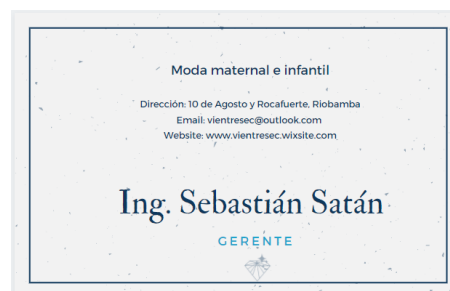 Moda maternal e infantil
Dirección: 10 de Agosto y Rocafuerte, Riobamba
Email: vientresec@outlook.com
Website: www.vientresec.wixsite.com
Ing. Sebastián Satán
GERENTE